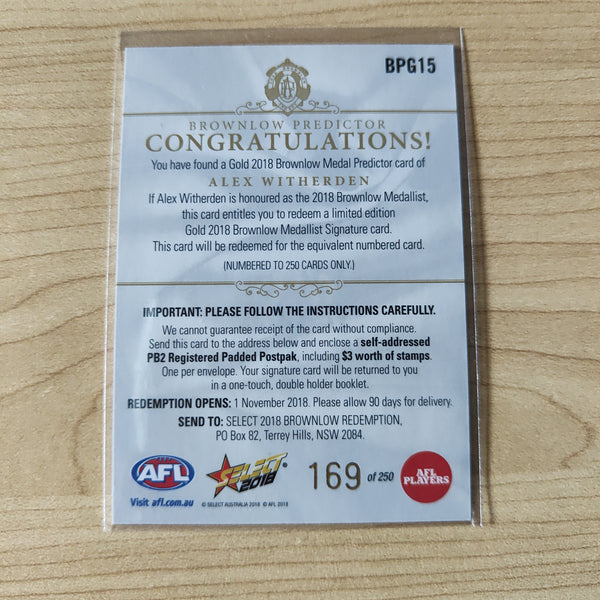 BPG15
BROWNLOW PREDICTOR
CONGRATULATIONS!
You have found a Gold 2018 Brownlow Medal Predictor card of
ALEX WITHERDEN
If Alex Witherden is honoured as the 2018 Brownlow Medallist,
this card entitles you to redeem a limited edition
Gold 2018 Brownlow Medallist Signature card.
This card will be redeemed for the equivalent numbered card.
(NUMBERED TO 250 CARDS ONLY.)
IMPORTANT: PLEASE FOLLOW THE INSTRUCTIONS CAREFULLY.
We cannot guarantee receipt of the card without compliance.
Send this card to the address below and enclose a self-addressed
PB2 Registered Padded Postpak, including $3 worth of stamps.
One per envelope. Your signature card will be returned to you
in a one-touch, double holder booklet.
REDEMPTION OPENS: 1 November 2018. Please allow 90 days for delivery.
SEND TO: SELECT 2018 BROWNLOW REDEMPTION,
PO Box 82, Terrey Hills, NSW 2084.
AFL
Visit afl.com.au
SELECT
2018
© SELECT AUSTRALIA 2018 © AFL 2018
169 of 250
AFL
PLAYERS